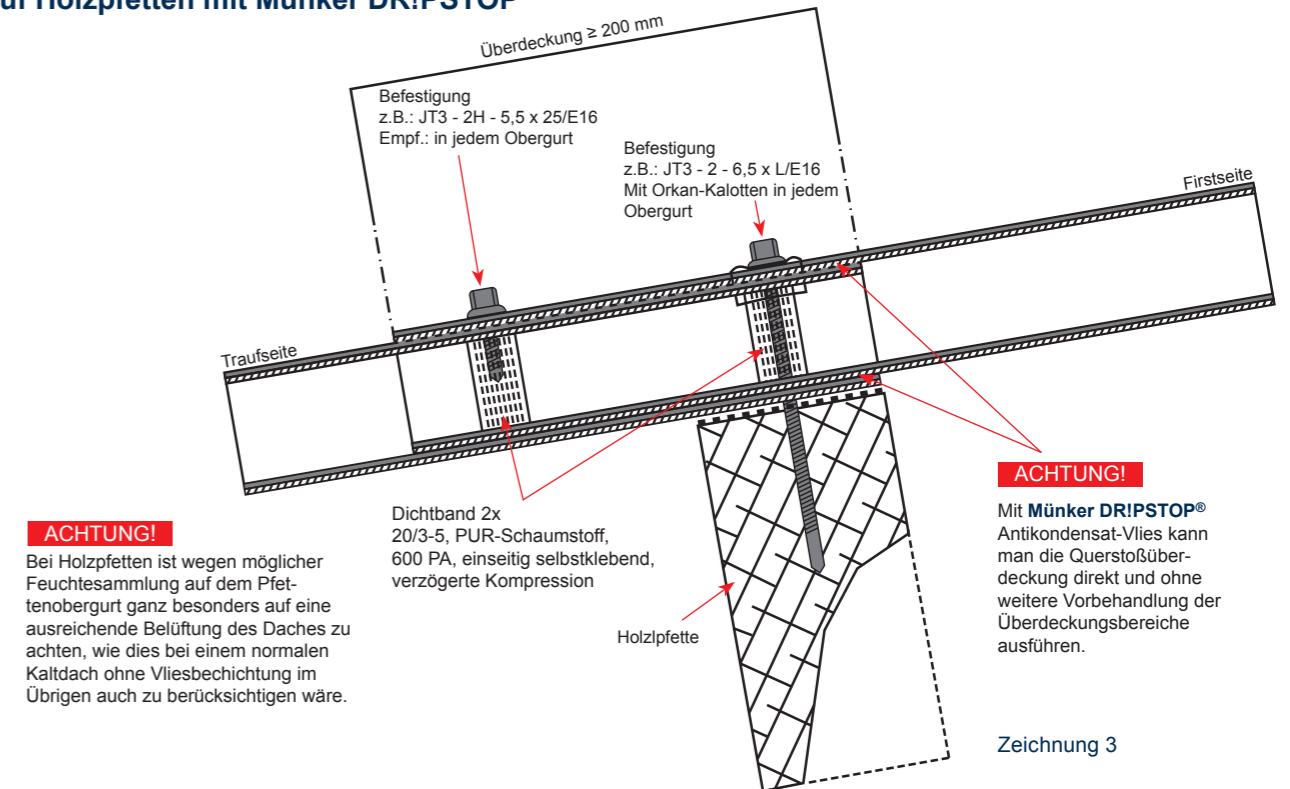 uf Holzpfetten mit Münker DR!PSTOP
Überdeckung ≥ 200 mm
Befestigung
z.B.: JT3 - 2H - 5,5 x 25/E16
Empf.: in jedem Obergurt
Befestigung
z.B.: JT3 - 2 - 6,5 x L/E16
Mit Orkan-Kalotten in jedem
Obergurt
Firstseite
Traufseite
ACHTUNG!
Bei Holzpfetten ist wegen möglicher
Feuchtesammlung auf dem Pfet-
tenobergurt ganz besonders auf eine
ausreichende Belüftung des Daches zu
achten, wie dies bei einem normalen
Kaltdach ohne Vliesbechichtung im
Übrigen auch zu berücksichtigen wäre.
Dichtband 2x
20/3-5, PUR-Schaumstoff,
600 PA, einseitig selbstklebend,
verzögerte Kompression
Holzlpfette
ACHTUNG!
Mit Münker DR!PSTOP®
Antikondensat-Vlies kann
man die Querstoßüber-
deckung direkt und ohne
weitere Vorbehandlung der
Überdeckungsbereiche
ausführen.
Zeichnung 3